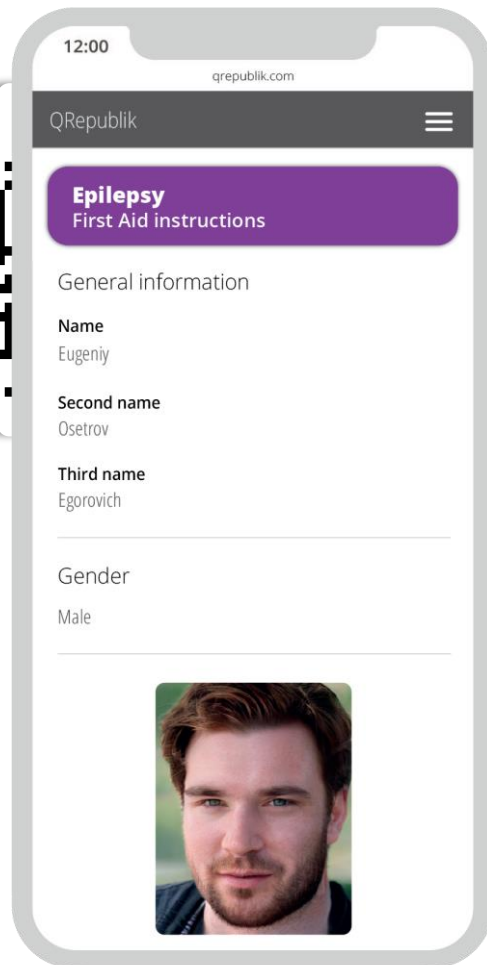 12:00
qrepublik.com
QRepublik
Epilepsy
First Aid instructions
General information
Name
Eugeniy
Second name
Osetrov
Third name
Egorovich
Gender
Male